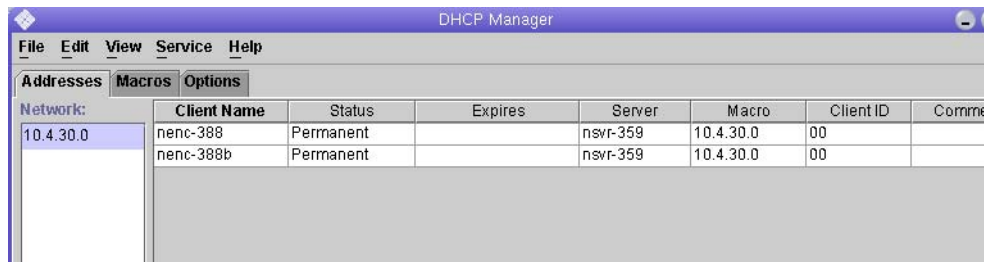 DHCP Manager
File Edit View Service Help
Addresses Macros Options
Network: Client Name Status Expires Server Macro Client ID Comme
10.4.30.0 nenc-388 Permanent nsvr-359 10.4.30.0 00
nenc-388b Permanent nsvr-359 10.4.30.0 00